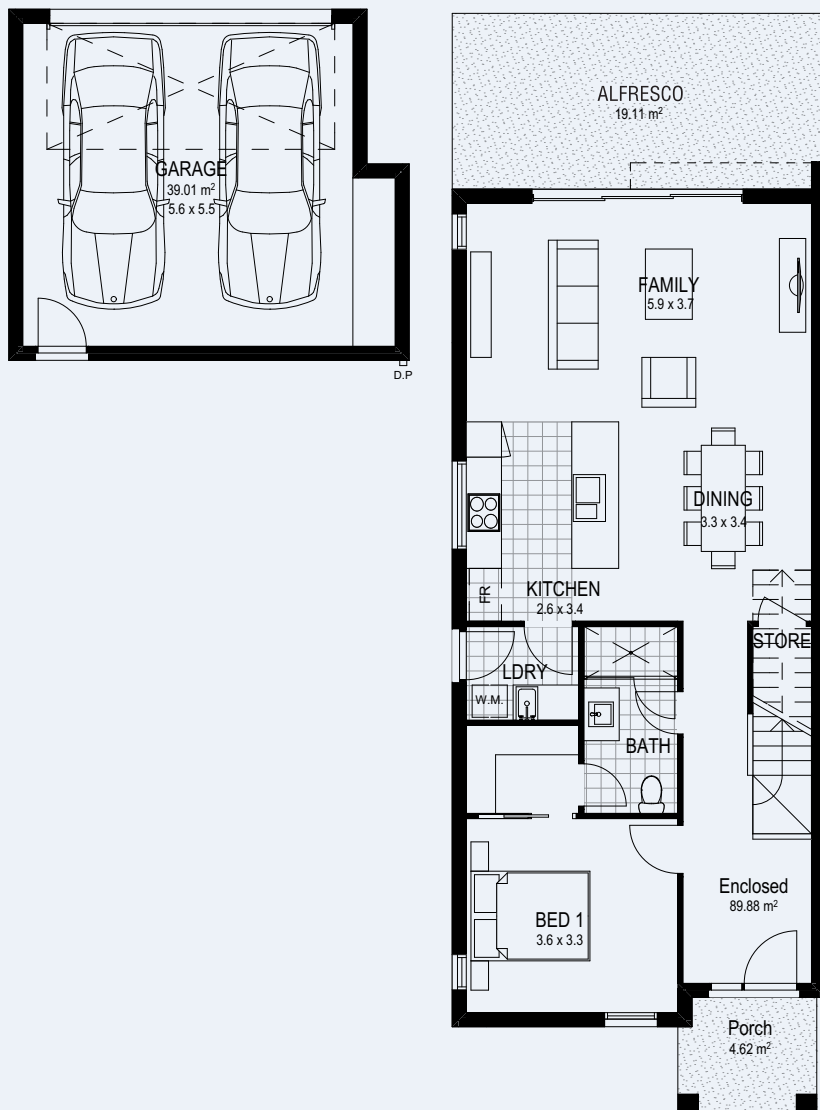 GARAGE
39.01 m²
5.6 x 5.5
D.P
ALFRESCO
19.11 m²
FAMILY
5.9 x 3.7
DINING
3.3 x 3.4
KITCHEN
2.6 x 3.4
FR
STORE
LDRY
W.M.
BATH
Enclosed
89.88 m²
BED 1
3.6 x 3.3
Porch
4.62 m²